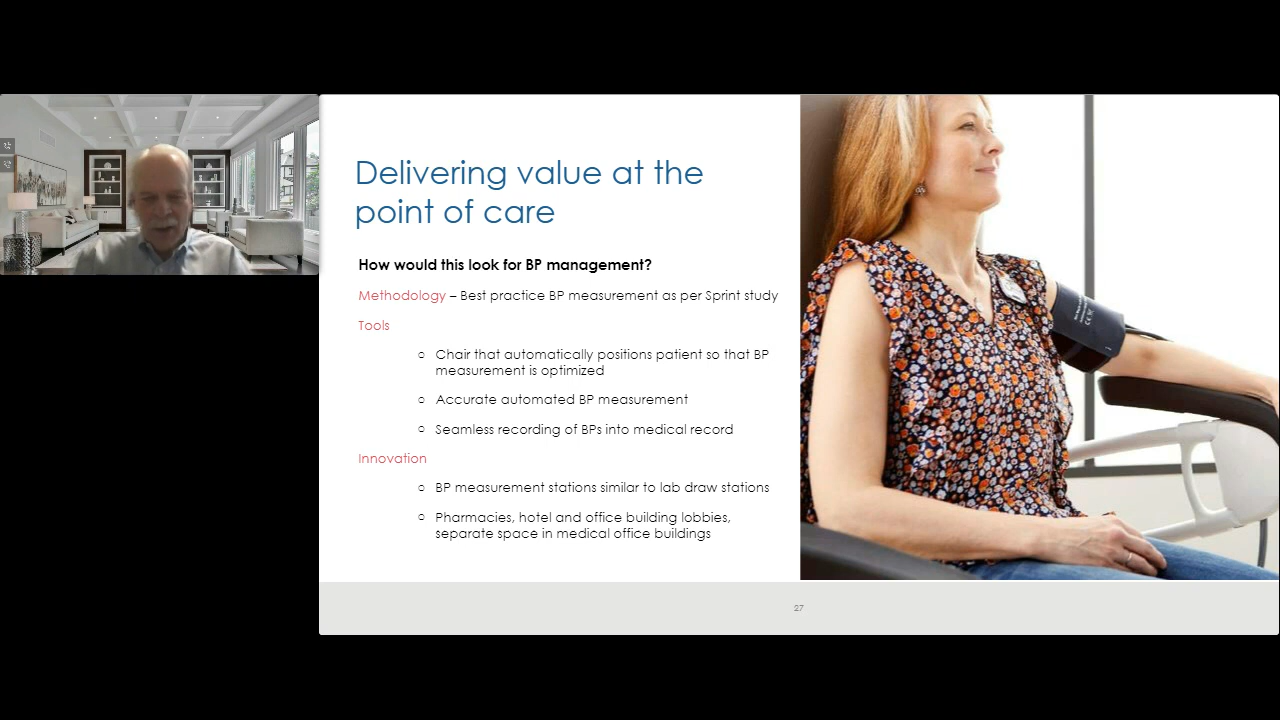 Delivering value at the
point of care
How would this look for BP management?
Methodology – Best practice BP measurement as per Sprint study
Tools
○ Chair that automatically positions patient so that BP
measurement is optimized
○ Accurate automated BP measurement
○ Seamless recording of BPs into medical record
Innovation
○ BP measurement stations similar to lab draw stations
○ Pharmacies, hotel and office building lobbies,
separate space in medical office buildings
27